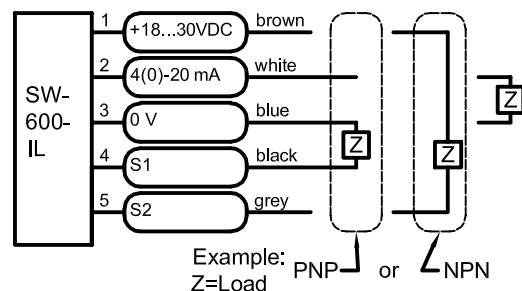 1 +18...30VDC brown
2 4(0)-20 mA white
SW-600-IL
3 0 V blue
Z
Z
Z
4 S1 black
5 S2 grey
Example:
Z=Load PNP or NPN